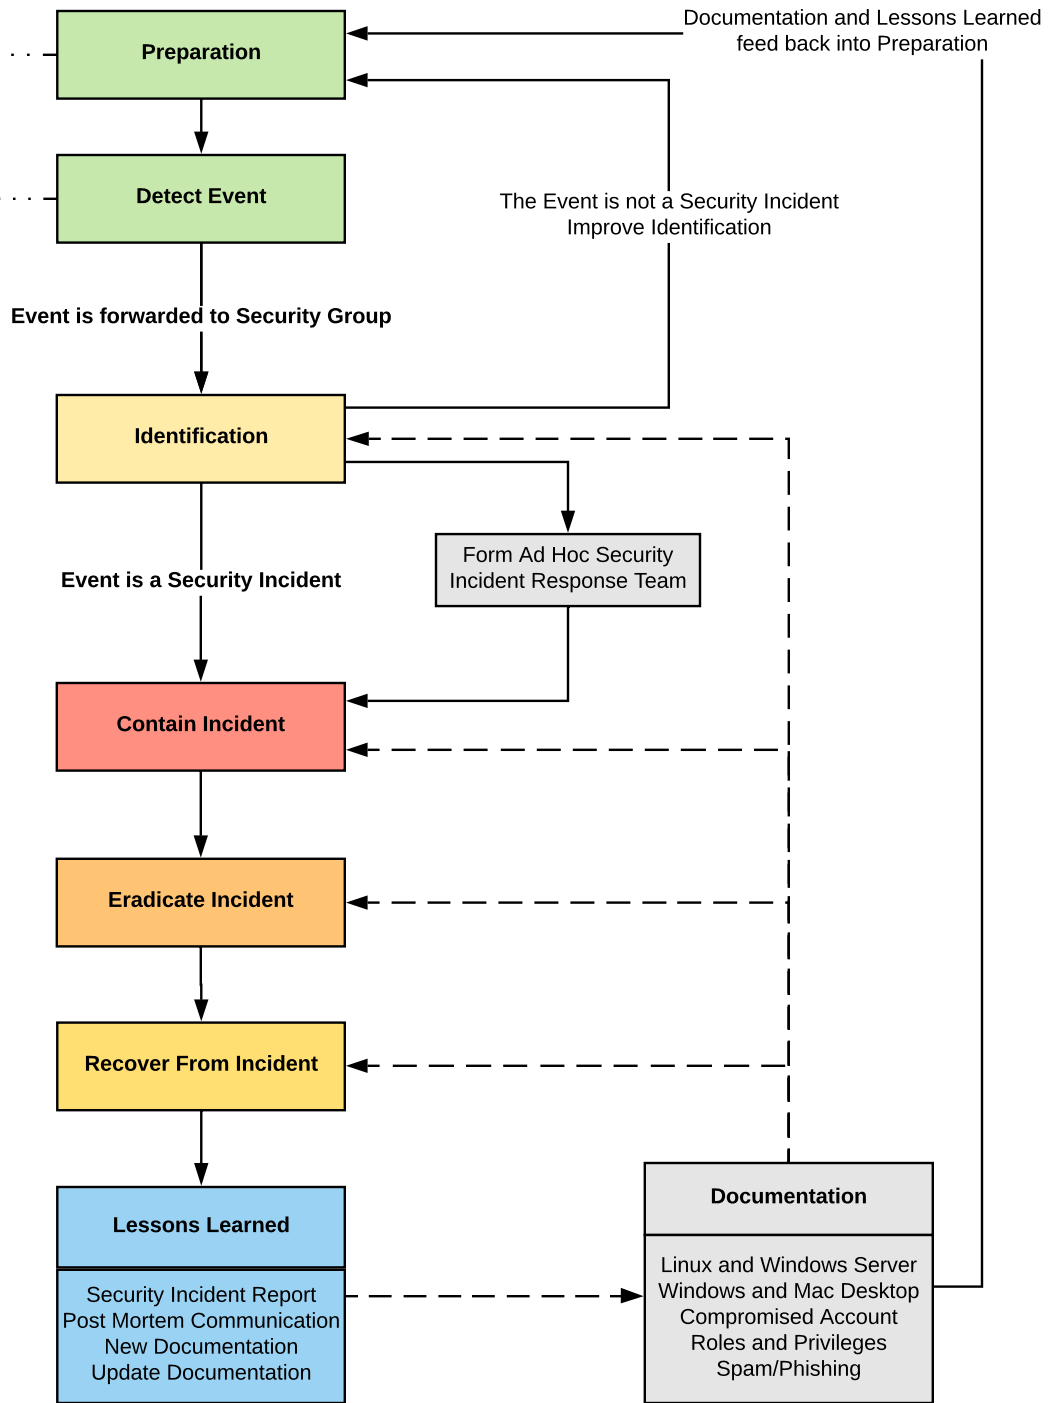 Documentation and Lessons Learned
feed back into Preparation
Preparation
Detect Event
The Event is not a Security Incident
Improve Identification
Event is forwarded to Security Group
Identification
Form Ad Hoc Security
Incident Response Team
Event is a Security Incident
Contain Incident
Eradicate Incident
Recover From Incident
Lessons Learned
Security Incident Report
Post Mortem Communication
New Documentation
Update Documentation
Documentation
Linux and Windows Server
Windows and Mac Desktop
Compromised Account
Roles and Privileges
Spam/Phishing